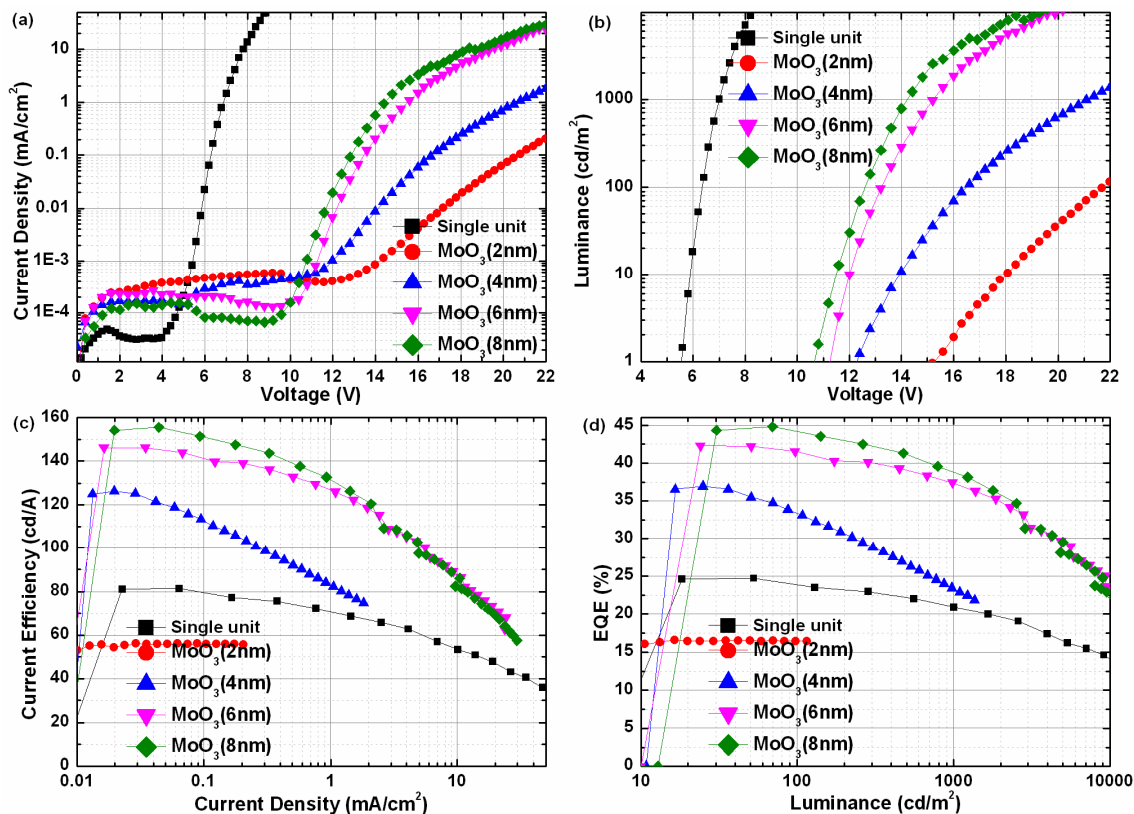 (a)
Current Density (mA/cm²)
10
1
0.1
0.01
1E-3
1E-4
0 2 4 6 8 10 12 14 16 18 20 22
Voltage (V)
Single unit
MoO₃(2nm)
MoO₃(4nm)
MoO₃(6nm)
MoO₃(8nm)
(b)
Luminance (cd/m²)
1000
100
10
1
4 6 8 10 12 14 16 18 20 22
Voltage (V)
Single unit
MoO₃(2nm)
MoO₃(4nm)
MoO₃(6nm)
MoO₃(8nm)
(c)
Current Efficiency (cd/A)
160
140
120
100
80
60
40
20
0
0.01 0.1 1 10
Current Density (mA/cm²)
Single unit
MoO₃(2nm)
MoO₃(4nm)
MoO₃(6nm)
MoO₃(8nm)
(d)
EQE (%)
45
40
35
30
25
20
15
10
5
0
10 100 1000 10000
Luminance (cd/m²)
Single unit
MoO₃(2nm)
MoO₃(4nm)
MoO₃(6nm)
MoO₃(8nm)